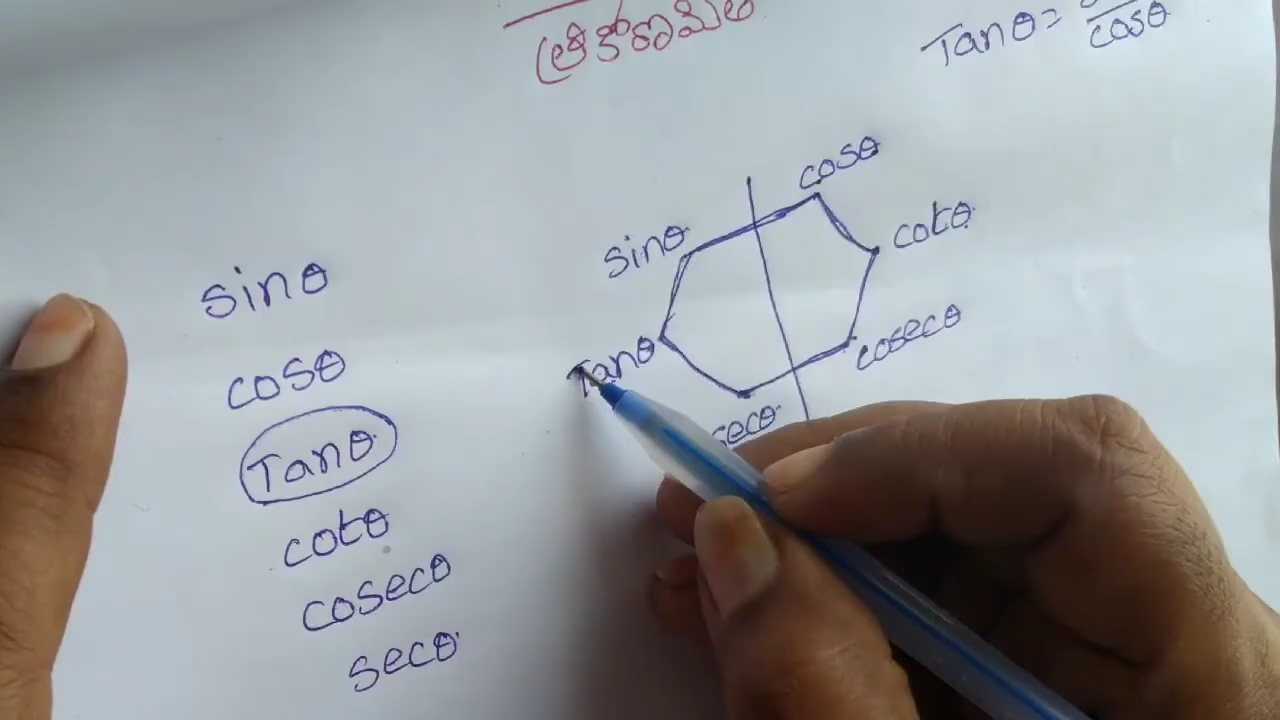 త్రికోణమితి
Tanθ=
cosθ
cosθ
sinθ
cotθ
cosecθ
Tanθ
secθ
sinθ
cosθ
Tanθ
cotθ
cosecθ
secθ